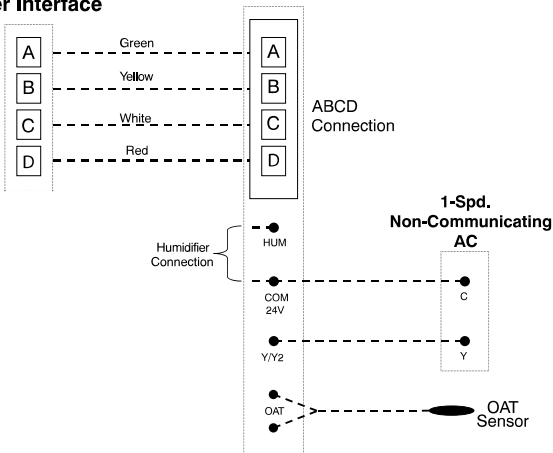 er Interface
A Green A
B Yellow B
C White C
D Red D
ABCD
Connection
1-Spd.
Non-Communicating
AC
HUM
Humidifier
Connection
COM
24V
C
Y/Y2
Y
OAT
OAT
Sensor